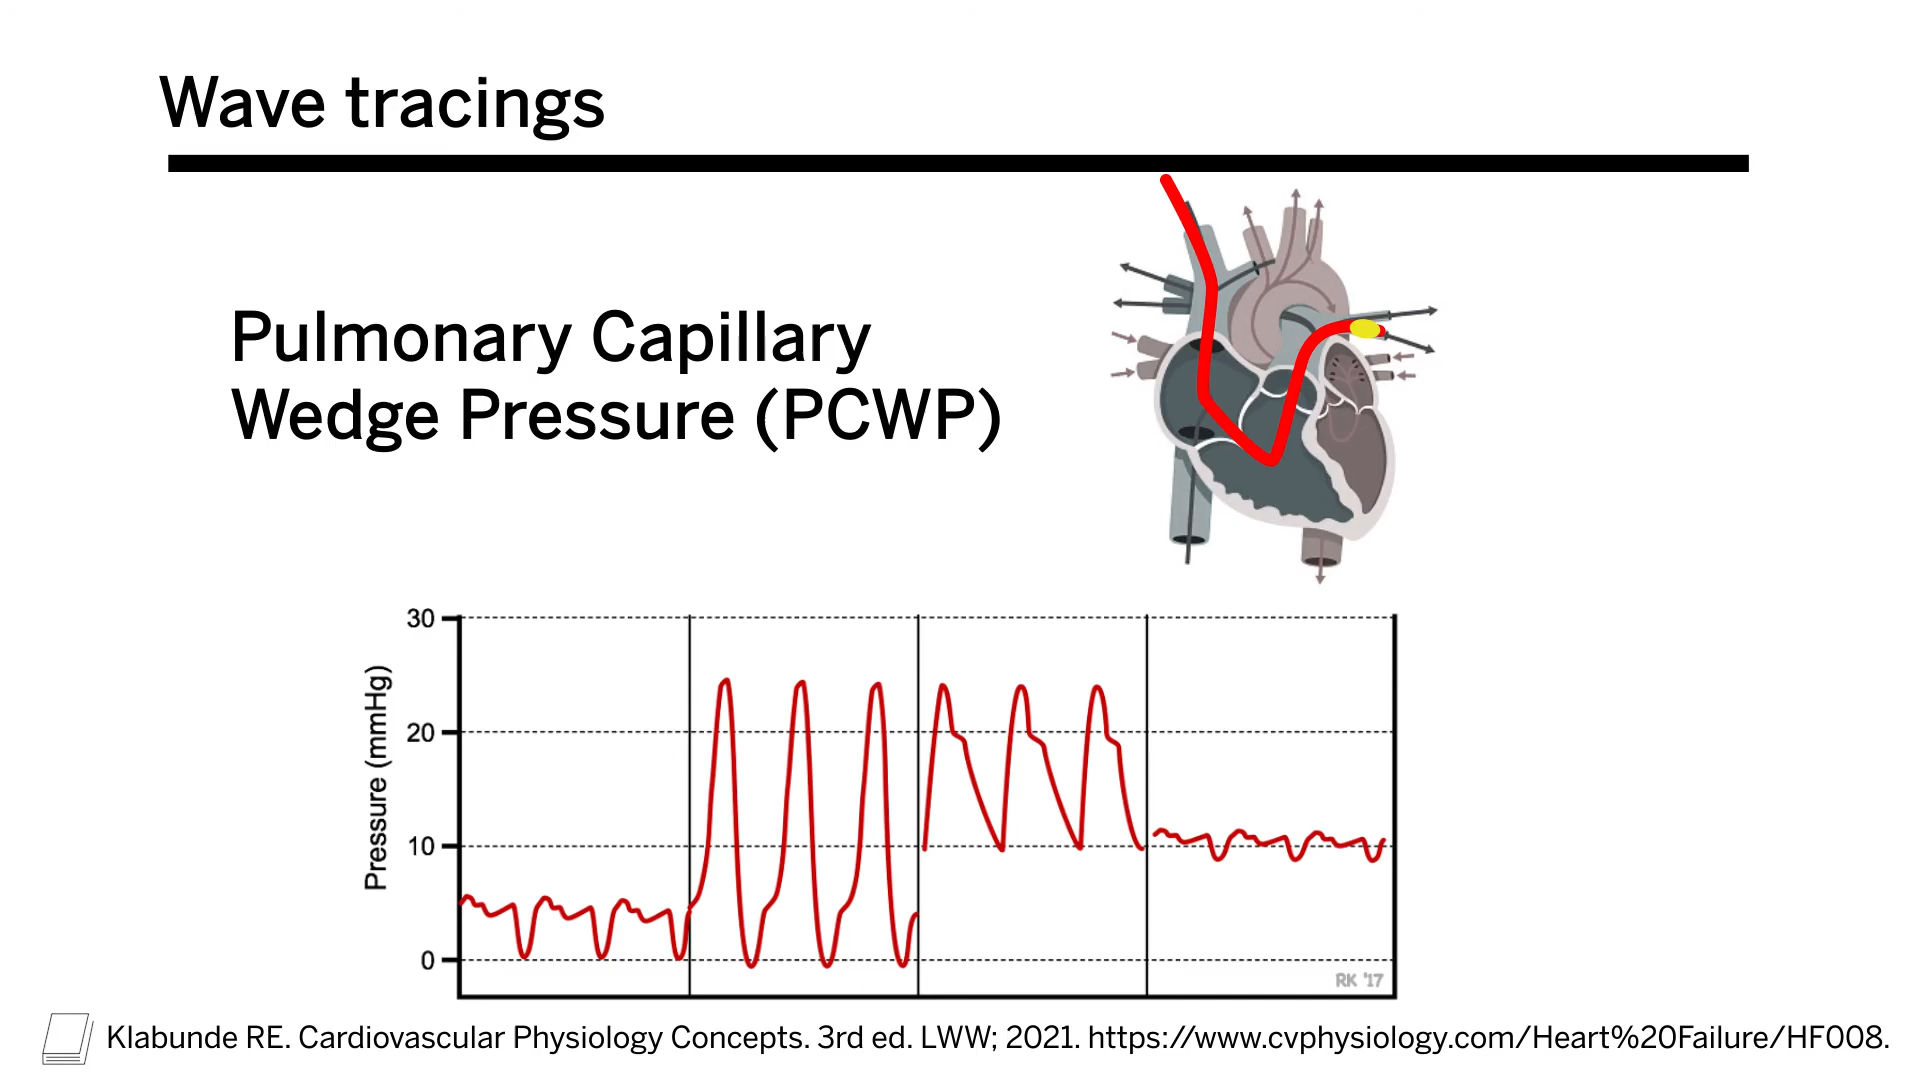 Wave tracings
Pulmonary Capillary
Wedge Pressure (PCWP)
30
20
10
0
Pressure (mmHg)
RK '17
Klabunde RE. Cardiovascular Physiology Concepts. 3rd ed. LWW; 2021. https://www.cvphysiology.com/Heart%20Failure/HF008.